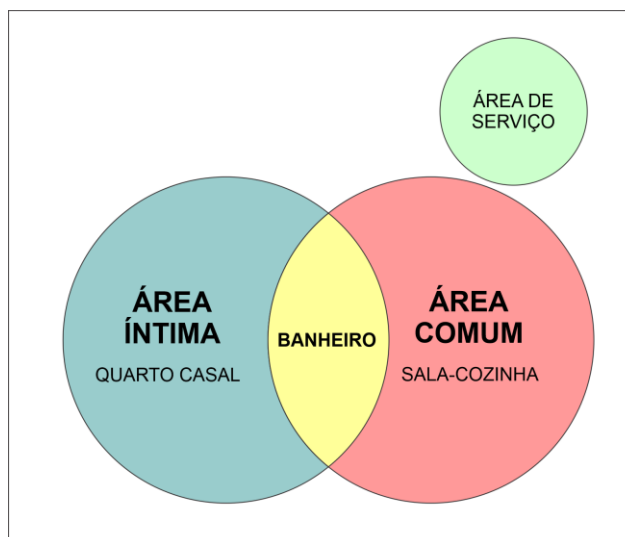 ÁREA DE
SERVIÇO
ÁREA
ÍNTIMA
QUARTO CASAL
BANHEIRO
ÁREA
COMUM
SALA-COZINHA